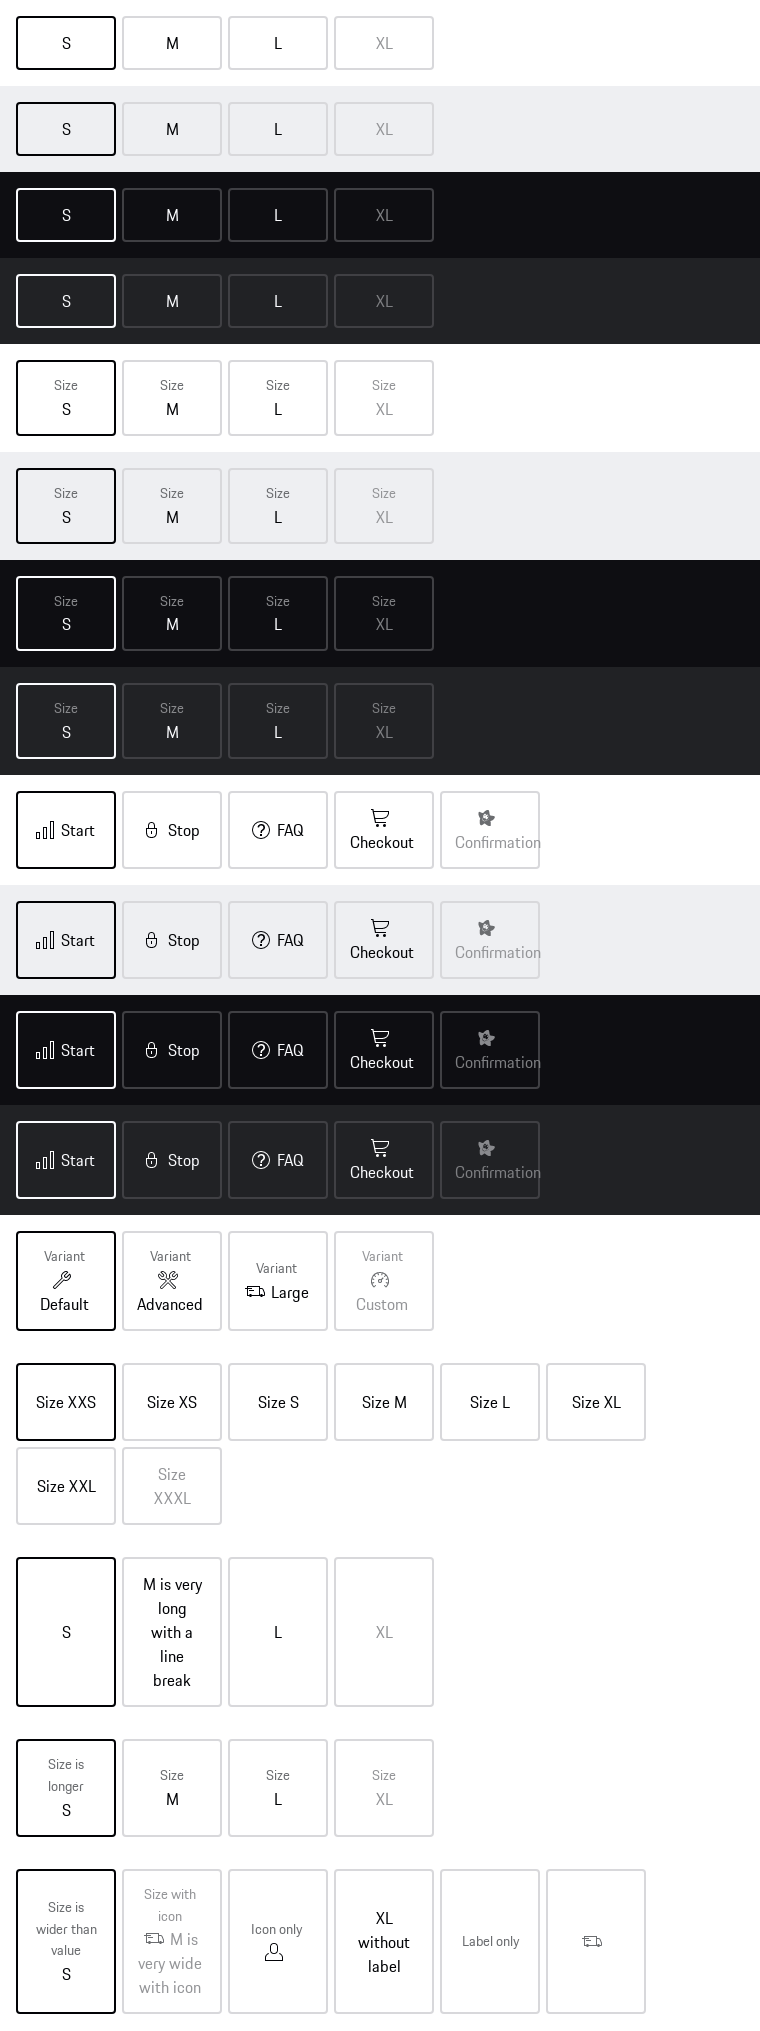 S M L XL
S M L XL
S M L XL
S M L XL
Size Size Size Size
S M L XL
Size Size Size Size
S M L XL
Size Size Size Size
S M L XL
Size Size Size Size
S M L XL
Start Stop FAQ Checkout Confirmation
Start Stop FAQ Checkout Confirmation
Start Stop FAQ Checkout Confirmation
Start Stop FAQ Checkout Confirmation
Variant
Default
Variant
Advanced
Variant
Large
Variant
Custom
Size XXS Size XS Size S Size M Size L Size XL
Size XXL
Size
XXXL
S
M is very
long
with a
line
break
L
XL
Size is
longer
S
Size
M
Size
L
Size
XL
Size is
wider than
value
S
Size with
icon
M is
very wide
with icon
Icon only
XL
without
label
Label only